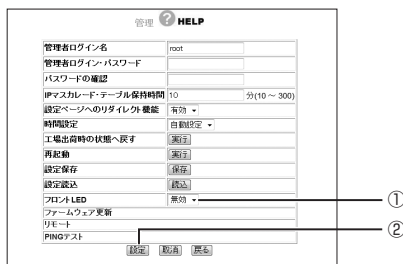 管理 ? HELP
管理者ログイン名 root
管理者ログイン・パスワード
パスワードの確認
IPマスカレード・テーブル保持時間 10 分(10 ~ 300)
設定ページへのリダイレクト機能 有効
時間設定 自動設定
工場出荷時の状態へ戻す 実行
再起動 実行
設定保存 保存
設定読込 読込
フロントLED 無効 ①
ファームウェア更新
リモート
PINGテスト
設定 取消 戻る ②